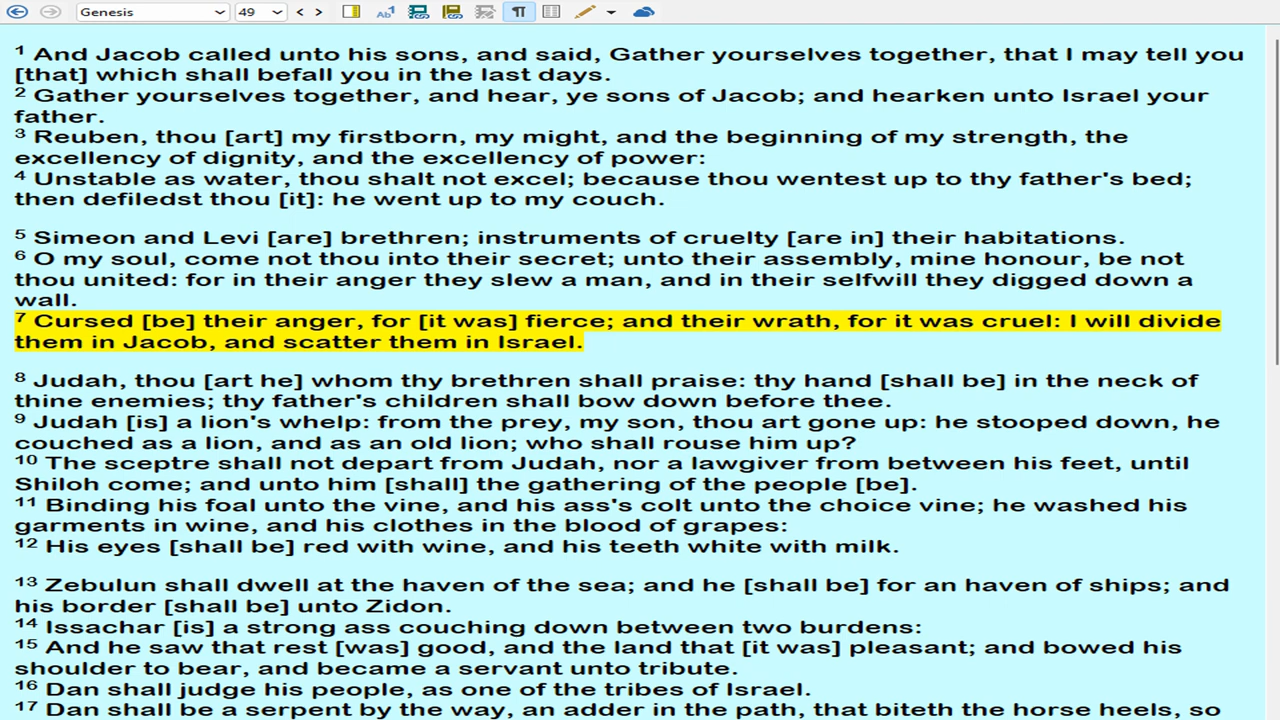 Genesis 49 < > Ab¹ ¶
¹ And Jacob called unto his sons, and said, Gather yourselves together, that I may tell you
[that] which shall befall you in the last days.
² Gather yourselves together, and hear, ye sons of Jacob; and hearken unto Israel your
father.
³ Reuben, thou [art] my firstborn, my might, and the beginning of my strength, the
excellency of dignity, and the excellency of power:
⁴ Unstable as water, thou shalt not excel; because thou wentest up to thy father's bed;
then defiledst thou [it]: he went up to my couch.
⁵ Simeon and Levi [are] brethren; instruments of cruelty [are in] their habitations.
⁶ O my soul, come not thou into their secret; unto their assembly, mine honour, be not
thou united: for in their anger they slew a man, and in their selfwill they digged down a
wall.
⁷ Cursed [be] their anger, for [it was] fierce; and their wrath, for it was cruel: I will divide
them in Jacob, and scatter them in Israel.
⁸ Judah, thou [art he] whom thy brethren shall praise: thy hand [shall be] in the neck of
thine enemies; thy father's children shall bow down before thee.
⁹ Judah [is] a lion's whelp: from the prey, my son, thou art gone up: he stooped down, he
couched as a lion, and as an old lion; who shall rouse him up?
¹⁰ The sceptre shall not depart from Judah, nor a lawgiver from between his feet, until
Shiloh come; and unto him [shall] the gathering of the people [be].
¹¹ Binding his foal unto the vine, and his ass's colt unto the choice vine; he washed his
garments in wine, and his clothes in the blood of grapes:
¹² His eyes [shall be] red with wine, and his teeth white with milk.
¹³ Zebulun shall dwell at the haven of the sea; and he [shall be] for an haven of ships; and
his border [shall be] unto Zidon.
¹⁴ Issachar [is] a strong ass couching down between two burdens:
¹⁵ And he saw that rest [was] good, and the land that [it was] pleasant; and bowed his
shoulder to bear, and became a servant unto tribute.
¹⁶ Dan shall judge his people, as one of the tribes of Israel.
¹⁷ Dan shall be a serpent by the way, an adder in the path, that biteth the horse heels, so